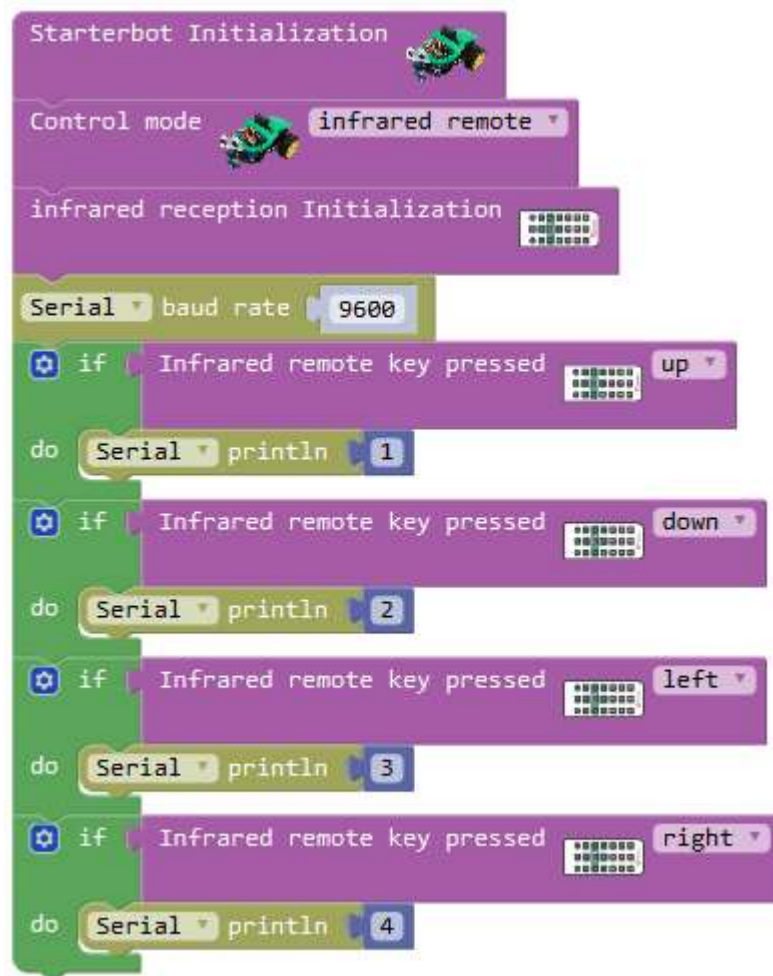 Starterbot Initialization
Control mode infrared remote
infrared reception Initialization
Serial baud rate 9600
if Infrared remote key pressed up
do Serial println 1
if Infrared remote key pressed down
do Serial println 2
if Infrared remote key pressed left
do Serial println 3
if Infrared remote key pressed right
do Serial println 4